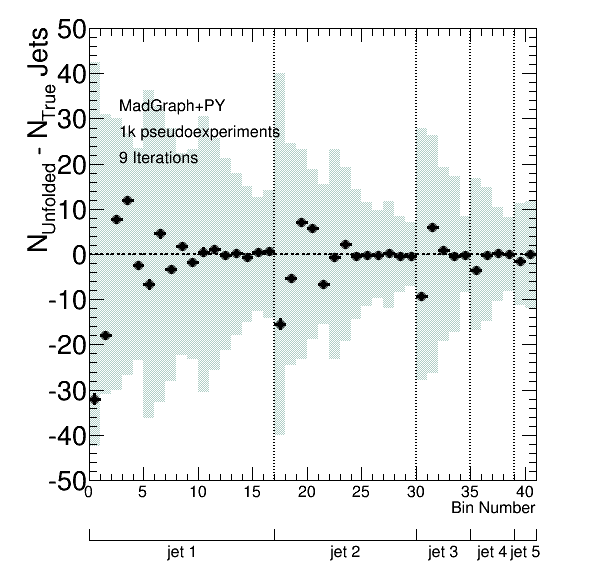 N_Unfolded - N_True Jets
50
40
30
20
10
0
-10
-20
-30
-40
-50
MadGraph+PY
1k pseudoexperiments
9 Iterations
0 5 10 15 20 25 30 35 40
Bin Number
jet 1 jet 2 jet 3 jet 4 jet 5